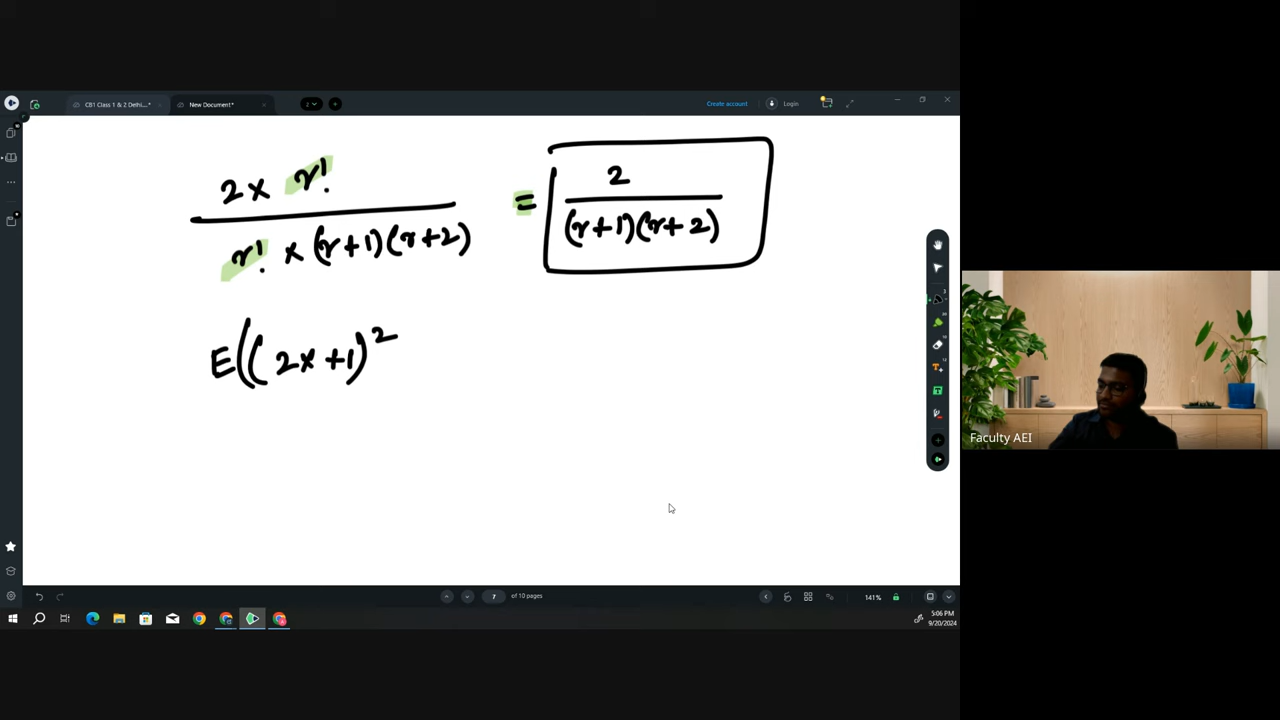 CB1 Class 1 & 2 Delhi...*
New Document*
2
Create account
Login
2 x r!
r! x (r+1)(r+2)
=
2
(r+1)(r+2)
E((2x+1)^2
Faculty AEI
7 of 10 pages
141%
5:06 PM
9/20/2024